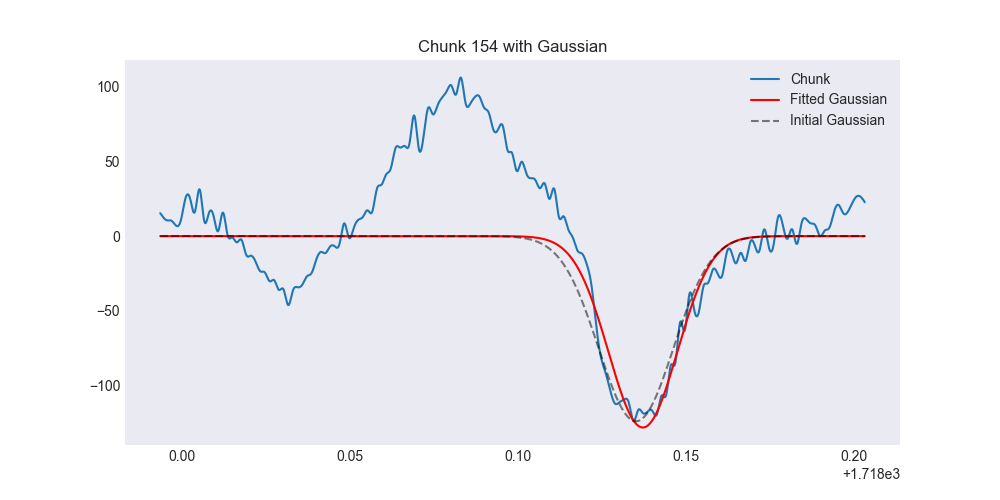 Chunk 154 with Gaussian
Chunk
Fitted Gaussian
Initial Gaussian
100
50
0
−50
−100
0.00 0.05 0.10 0.15 0.20
+1.718e3